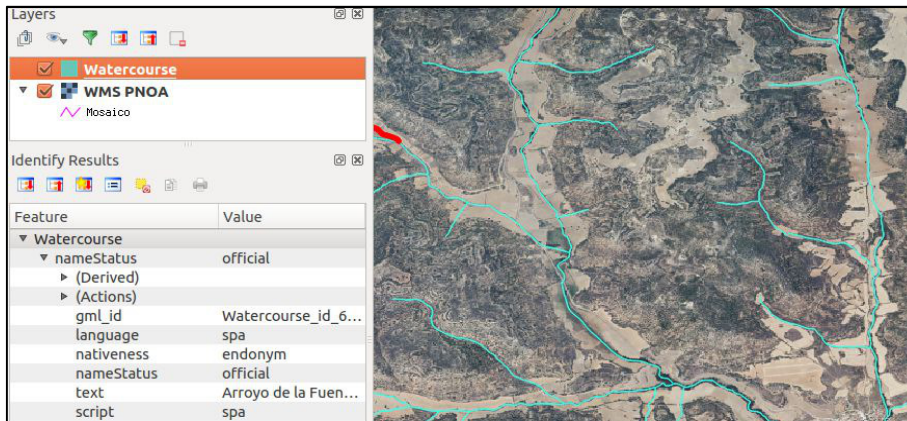 Layers
Watercourse
WMS PNOA
Mosaico
Identify Results
Feature Value
Watercourse
nameStatus official
(Derived)
(Actions)
gml_id Watercourse_id_6...
language spa
nativeness endonym
nameStatus official
text Arroyo de la Fuen...
script spa